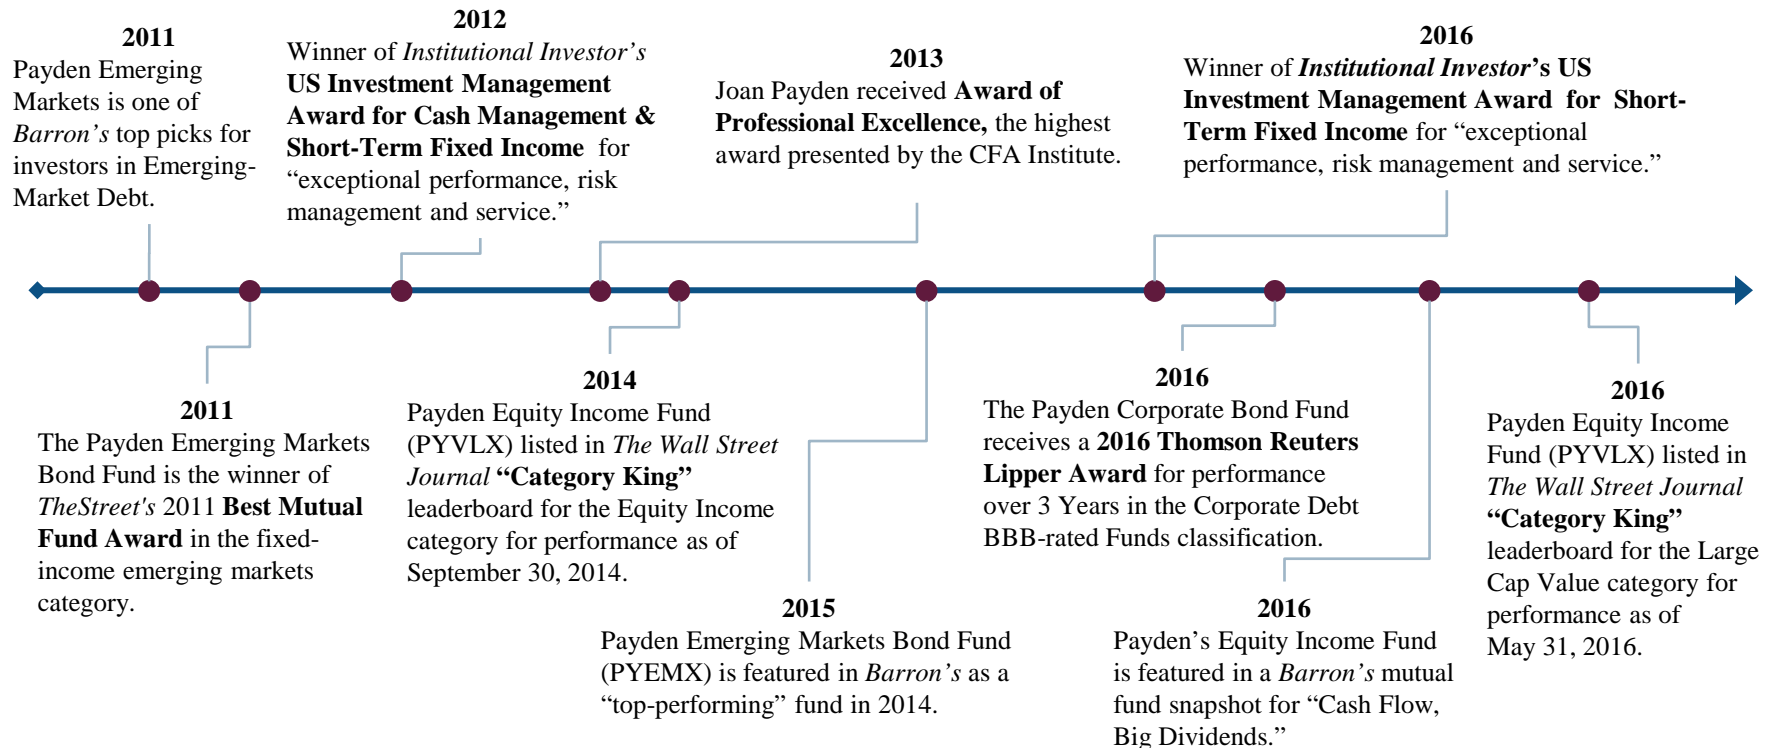 2011
Payden Emerging
Markets is one of
Barron’s top picks for
investors in Emerging-
Market Debt.
2012
Winner of Institutional Investor’s
US Investment Management
Award for Cash Management &
Short-Term Fixed Income for
“exceptional performance, risk
management and service.”
2013
Joan Payden received Award of
Professional Excellence, the highest
award presented by the CFA Institute.
2016
Winner of Institutional Investor’s US
Investment Management Award for Short-
Term Fixed Income for “exceptional
performance, risk management and service.”
2011
The Payden Emerging Markets
Bond Fund is the winner of
TheStreet's 2011 Best Mutual
Fund Award in the fixed-
income emerging markets
category.
2014
Payden Equity Income Fund
(PYVLX) listed in The Wall Street
Journal “Category King”
leaderboard for the Equity Income
category for performance as of
September 30, 2014.
2015
Payden Emerging Markets Bond Fund
(PYEMX) is featured in Barron’s as a
“top-performing” fund in 2014.
2016
The Payden Corporate Bond Fund
receives a 2016 Thomson Reuters
Lipper Award for performance
over 3 Years in the Corporate Debt
BBB-rated Funds classification.
2016
Payden’s Equity Income Fund
is featured in a Barron’s mutual
fund snapshot for “Cash Flow,
Big Dividends.”
2016
Payden Equity Income
Fund (PYVLX) listed in
The Wall Street Journal
“Category King”
leaderboard for the Large
Cap Value category for
performance as of
May 31, 2016.